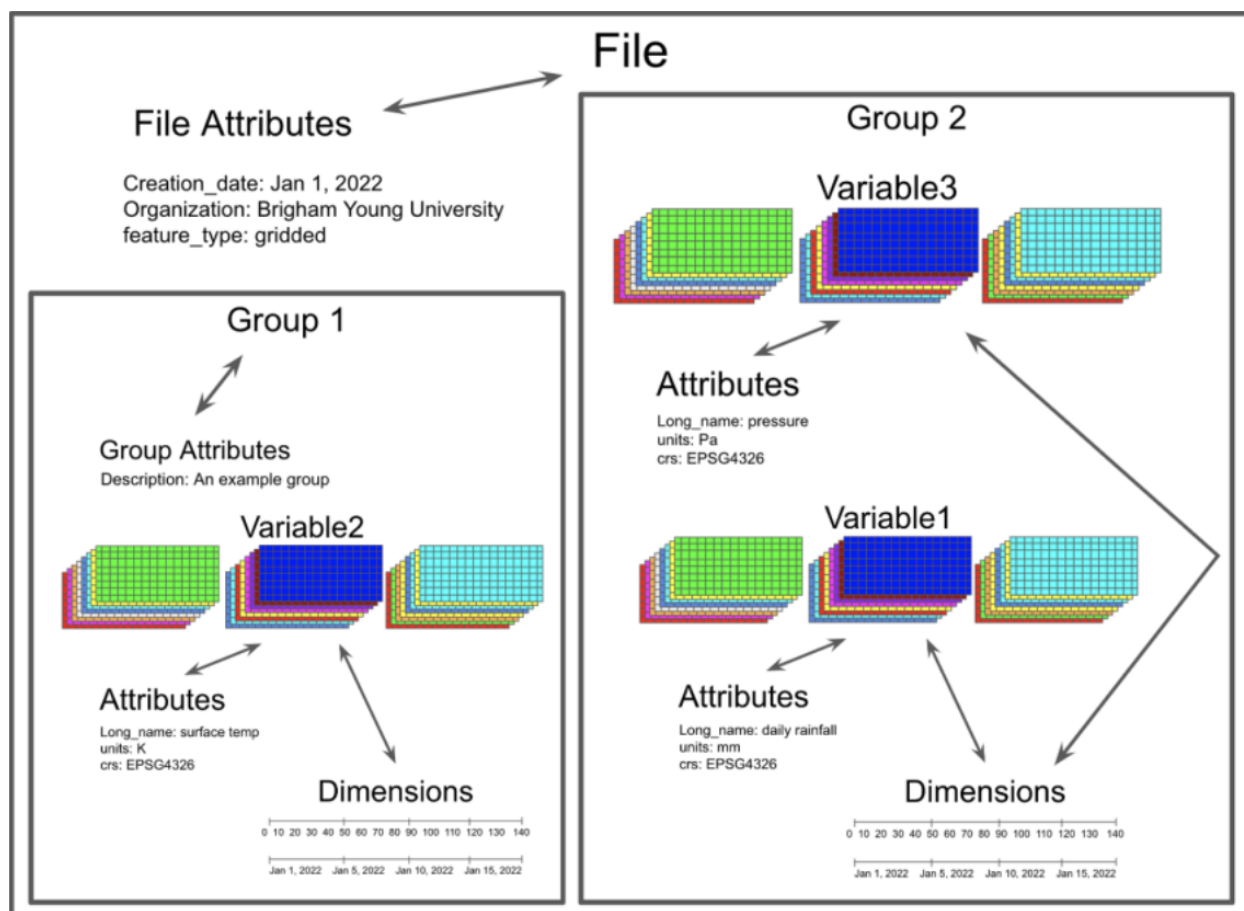 File
File Attributes
Creation_date: Jan 1, 2022
Organization: Brigham Young University
feature_type: gridded
Group 1
Group Attributes
Description: An example group
Variable2
Attributes
Long_name: surface temp
units: K
crs: EPSG4326
Dimensions
0 10 20 30 40 50 60 70 80 90 100 110 120 130 140
Jan 1, 2022 Jan 5, 2022 Jan 10, 2022 Jan 15, 2022
Group 2
Variable3
Attributes
Long_name: pressure
units: Pa
crs: EPSG4326
Variable1
Attributes
Long_name: daily rainfall
units: mm
crs: EPSG4326
Dimensions
0 10 20 30 40 50 60 70 80 90 100 110 120 130 140
Jan 1, 2022 Jan 5, 2022 Jan 10, 2022 Jan 15, 2022